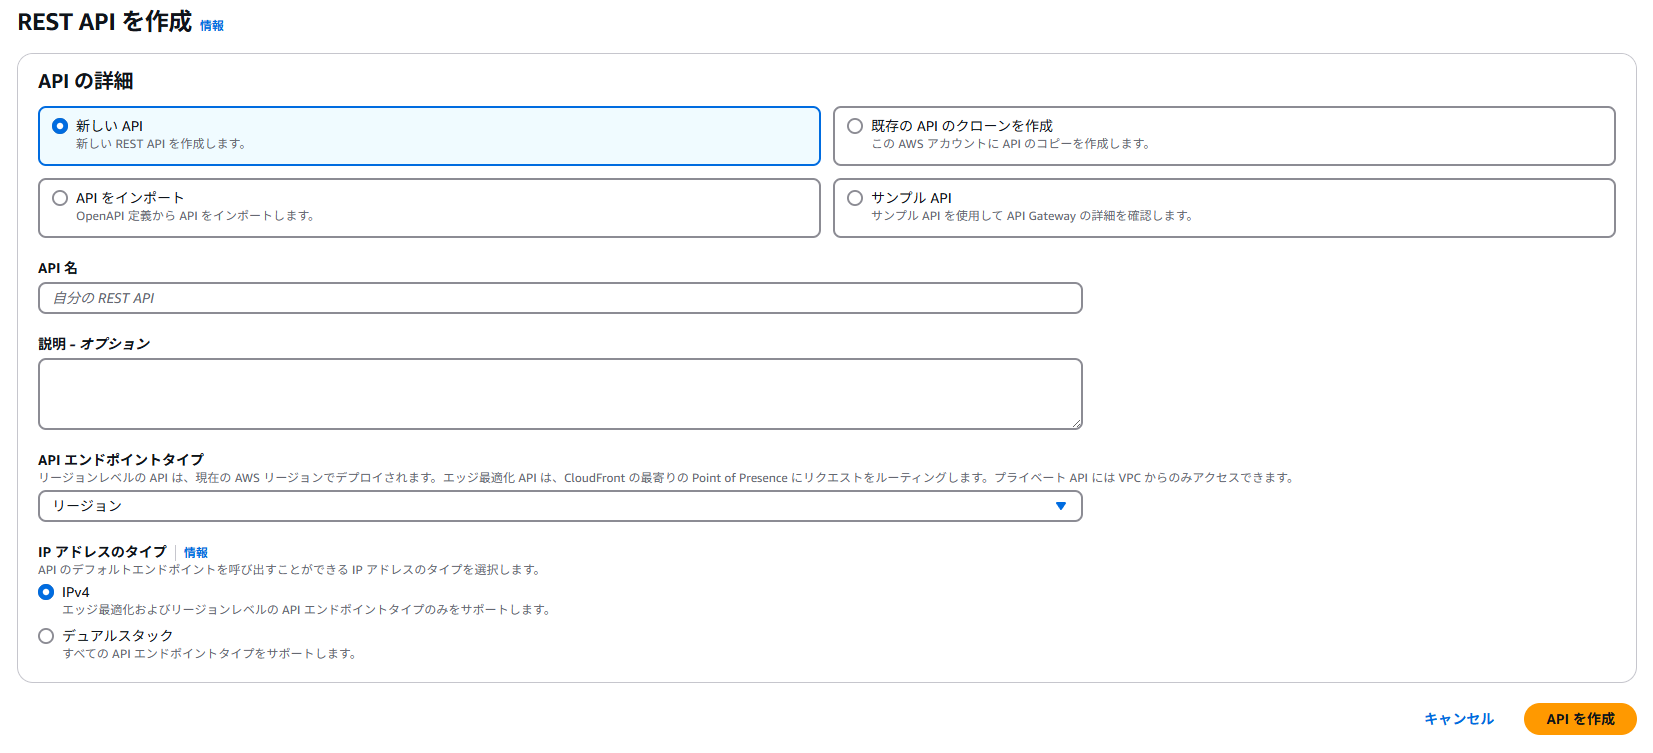 REST API を作成 情報
API の詳細
新しい API
新しい REST API を作成します。
既存の API のクローンを作成
この AWS アカウントに API のコピーを作成します。
API をインポート
OpenAPI 定義から API をインポートします。
サンプル API
サンプル API を使用して API Gateway の詳細を確認します。
API 名
自分の REST API
説明 - オプション
API エンドポイントタイプ
リージョンレベルの API は、現在の AWS リージョンでデプロイされます。エッジ最適化 API は、CloudFront の最寄りの Point of Presence にリクエストをルーティングします。プライベート API には VPC からのみアクセスできます。
リージョン
IP アドレスのタイプ 情報
API のデフォルトエンドポイントを呼び出すことができる IP アドレスのタイプを選択します。
IPv4
エッジ最適化およびリージョンレベルの API エンドポイントタイプのみをサポートします。
デュアルスタック
すべての API エンドポイントタイプをサポートします。
キャンセル API を作成